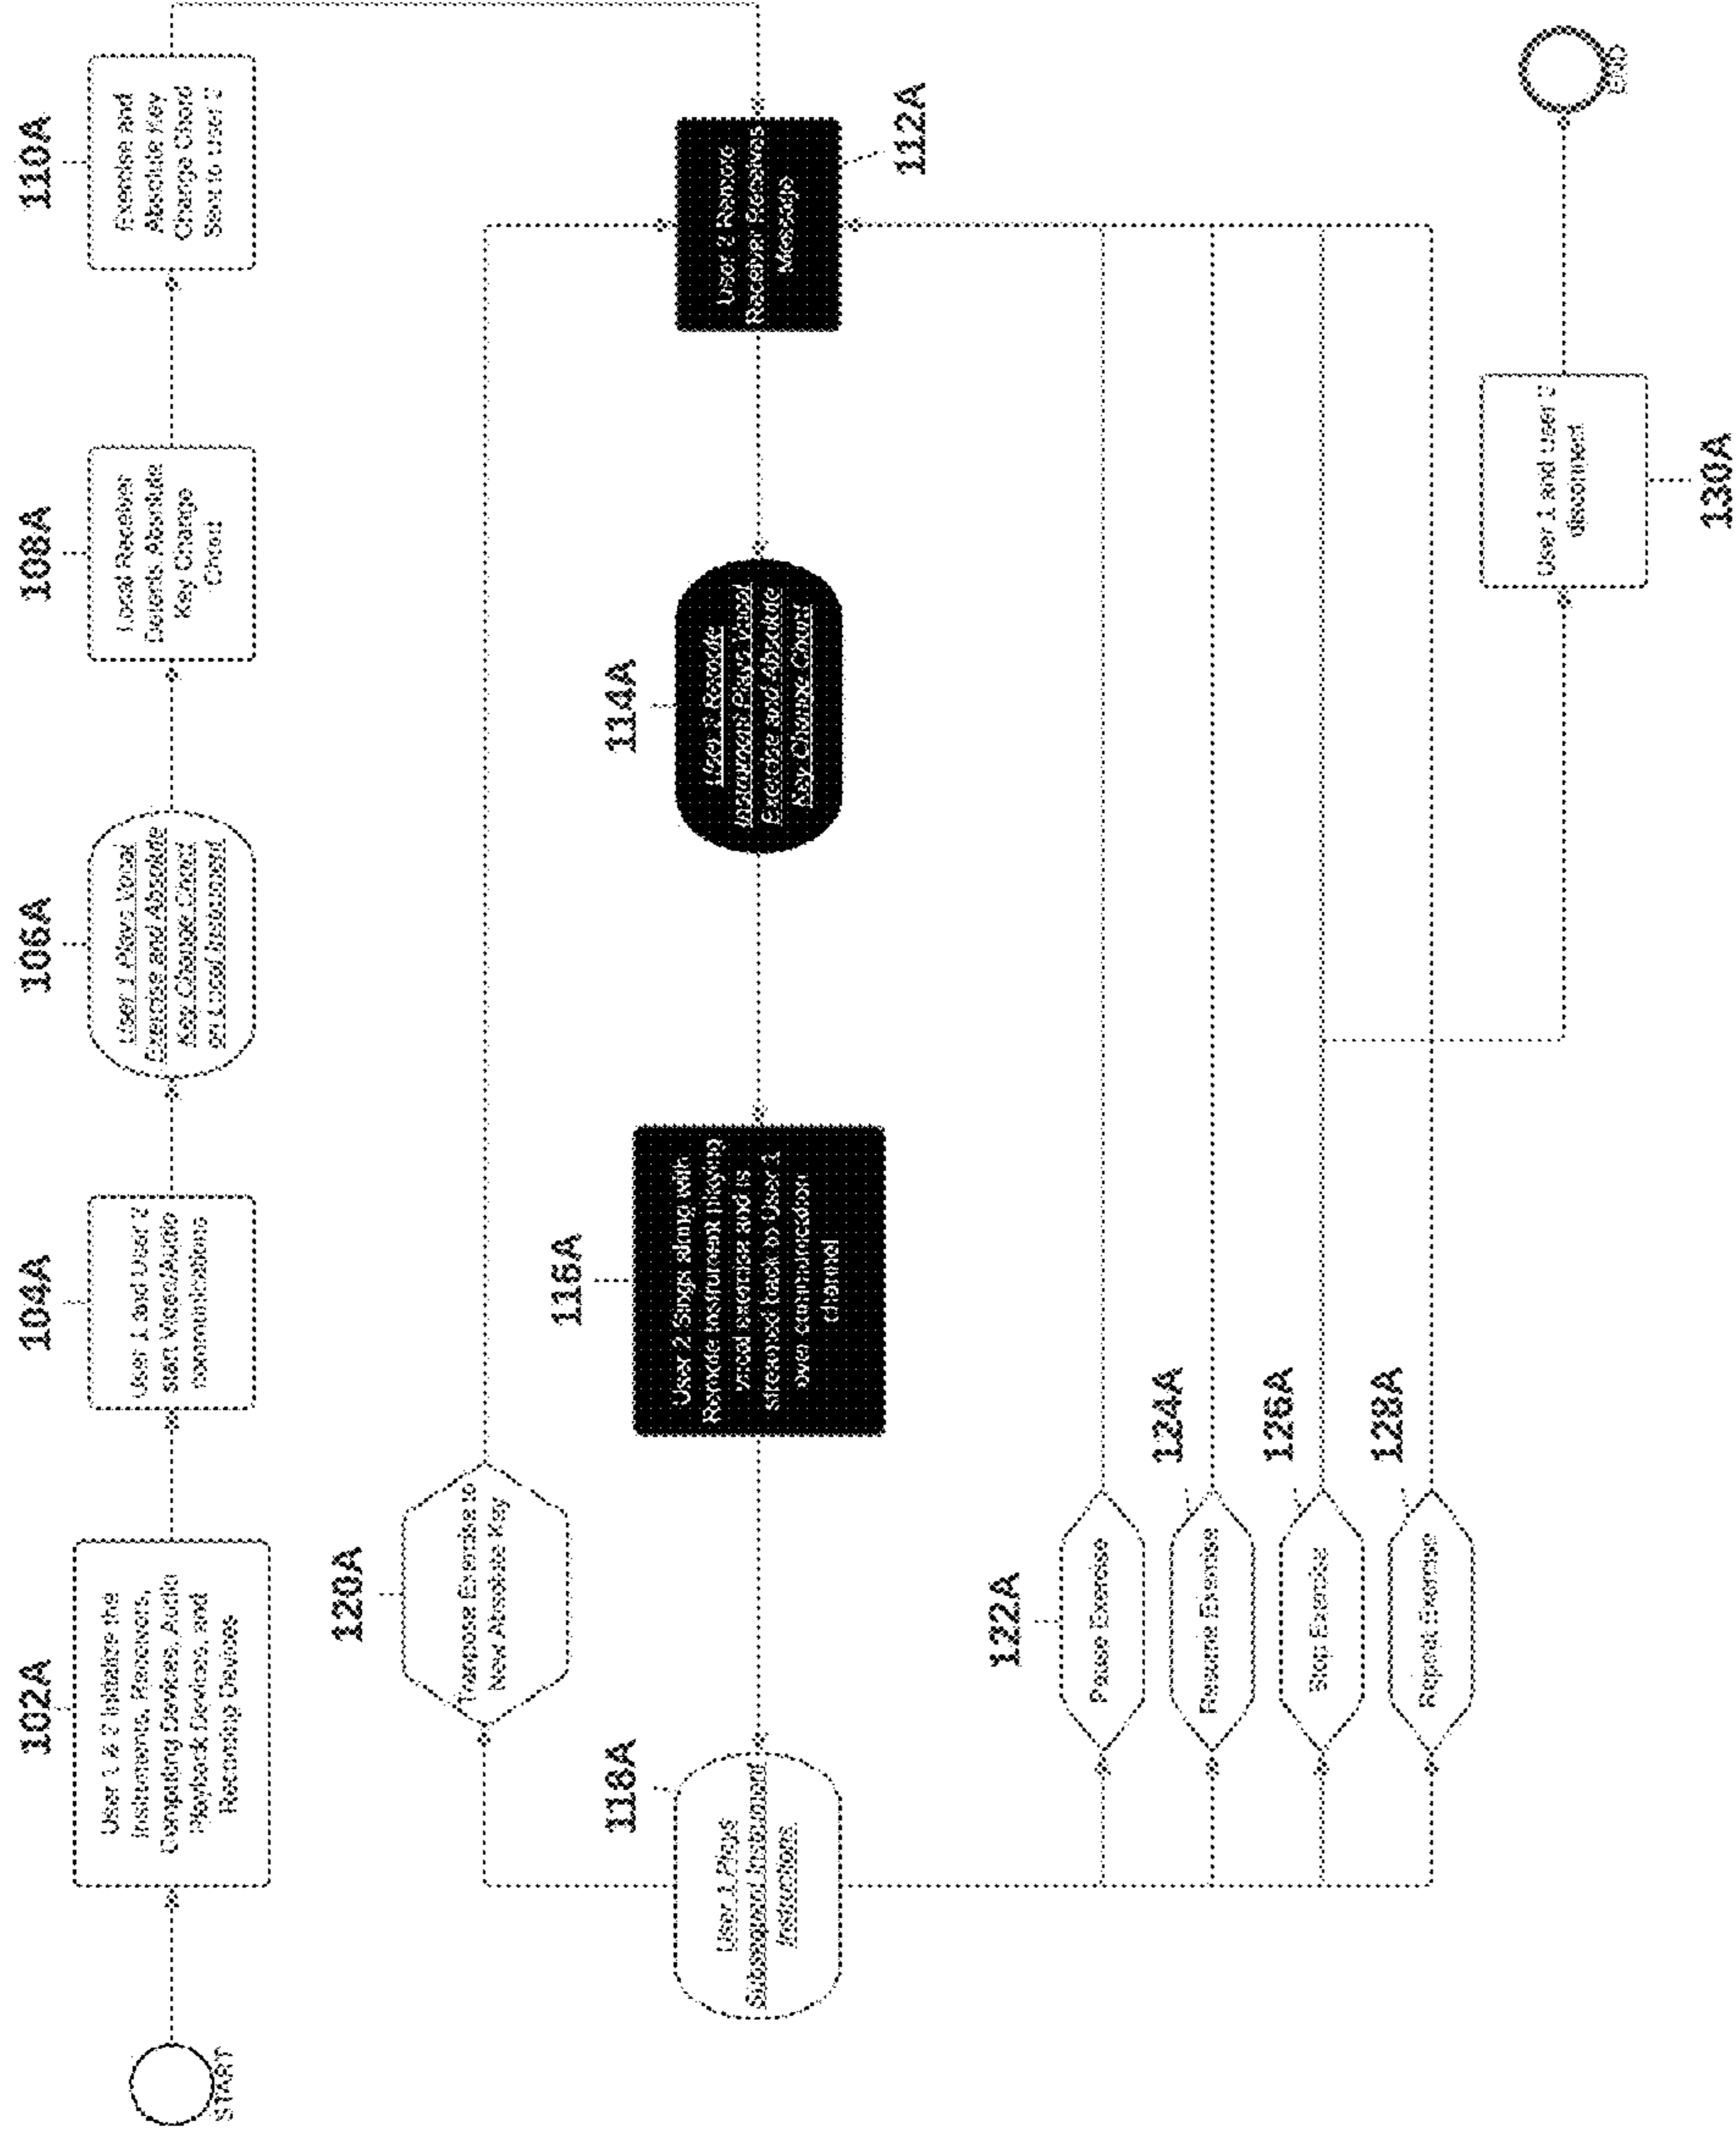 102A
104A
106A
108A
110A
START
User 1 & 2 Initialize the
Instruments, Receivers,
Computing Devices, Audio
Playback Devices, and
Recording Devices
User 1 and User 2
start Video/Audio
communications
User 1 Plays Vocal
Exercise and Absolute
Key Change Chord
on Local Instrument
Local Receiver
Detects Absolute
Key Change
Chord
Exercise and
Absolute Key
Change Chord
Sent to User 2
120A
Transpose Exercise to
New Absolute Key
118A
User 1 Plays
Subsequent Instrument
Instructions
116A
User 2 Sings along with
Remote Instrument playing
vocal exercise and is
streamed back to User 1
over communication
channel
114A
User 2 Remote
Instrument Plays Vocal
Exercise and Absolute
Key Change Chord
User 2 Remote
Receiver Receives
Message
112A
122A
Pause Exercise
124A
Resume Exercise
126A
Stop Exercise
128A
Repeat Exercise
User 1 and user 2
disconnect
130A
END